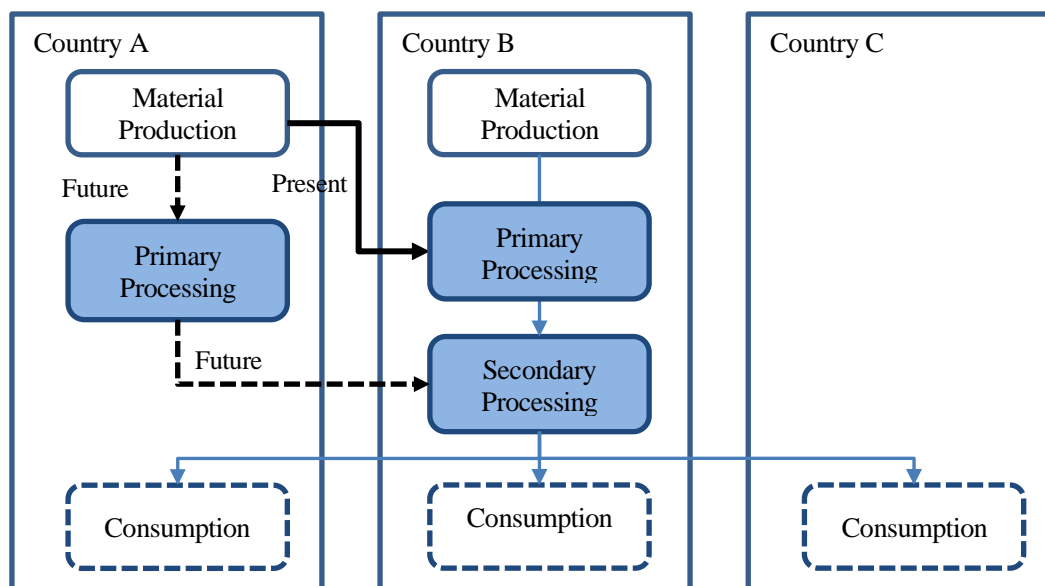 Country A
Country B
Country C
Material
Production
Material
Production
Future
Present
Primary
Processing
Primary
Processing
Future
Secondary
Processing
Consumption
Consumption
Consumption